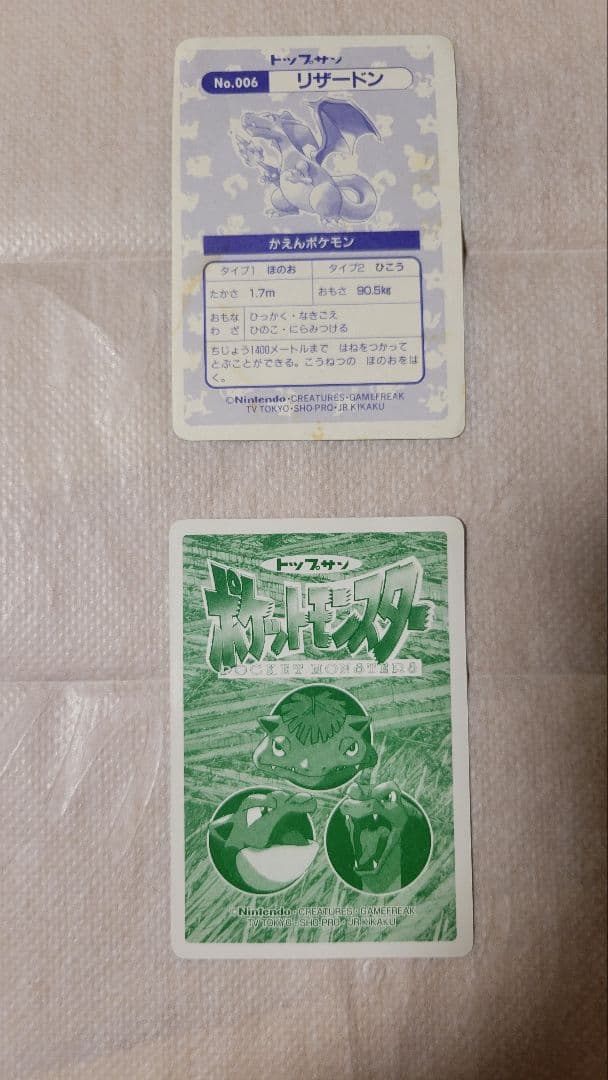 トップサン
No.006 リザードン
かえんポケモン
タイプ1 ほのお タイプ2 ひこう
たかさ 1.7m おもさ 90.5kg
おもな ひっかく・なきごえ
わざ ひのこ・にらみつける
ちじょう1400メートルまで はねをつかって
とぶことができる。こうねつの ほのおをは
く。
©Nintendo・CREATURES・GAMEFREAK
TV TOKYO・SHO-PRO・JR.KIKAKU
トップサン
ポケットモンスター
POCKET MONSTERS
©Nintendo・CREATURES・GAMEFREAK
TV TOKYO・SHO-PRO・JR.KIKAKU